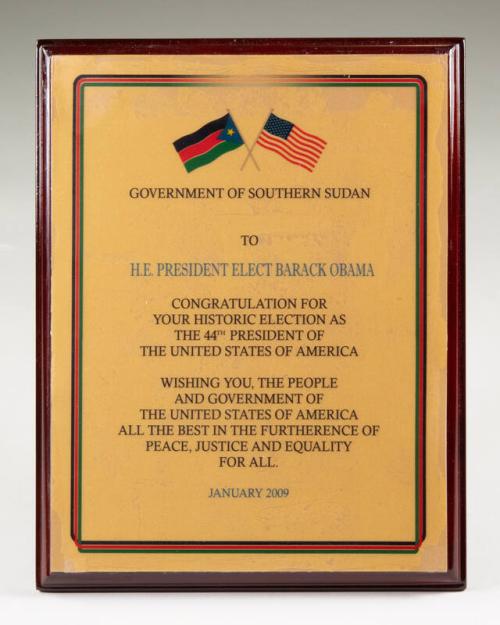 GOVERNMENT OF SOUTHERN SUDAN
TO
H.E. PRESIDENT ELECT BARACK OBAMA
CONGRATULATION FOR
YOUR HISTORIC ELECTION AS
THE 44TH PRESIDENT OF
THE UNITED STATES OF AMERICA
WISHING YOU, THE PEOPLE
AND GOVERNMENT OF
THE UNITED STATES OF AMERICA
ALL THE BEST IN THE FURTHERENCE OF
PEACE, JUSTICE AND EQUALITY
FOR ALL.
JANUARY 2009